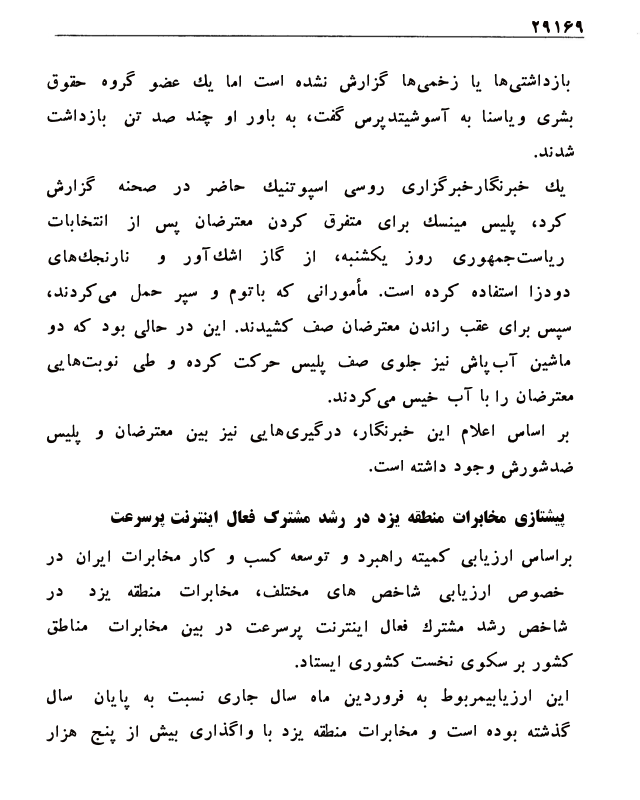 ۲۹۱۶۹
بازداشتی‌ها یا زخمی‌ها گزارش نشده است اما یك عضو گروه حقوق
بشری ویاسنا به آسوشیتدپرس گفت، به باور او چند صد تن بازداشت
شدند.
یك خبرنگارخبرگزاری روسی اسپوتنیك حاضر در صحنه گزارش
کرد، پلیس مینسك برای متفرق کردن معترضان پس از انتخابات
ریاست‌جمهوری روز یکشنبه، از گاز اشك‌آور و نارنجك‌های
دودزا استفاده کرده است. مأمورانی که باتوم و سپر حمل می‌کردند،
سپس برای عقب راندن معترضان صف کشیدند. این در حالی بود که دو
ماشین آب‌پاش نیز جلوی صف پلیس حرکت کرده و طی نوبت‌هایی
معترضان را با آب خیس می‌کردند.
بر اساس اعلام این خبرنگار، درگیری‌هایی نیز بین معترضان و پلیس
ضدشورش وجود داشته است.
پیشتازی مخابرات منطقه یزد در رشد مشترک فعال اینترنت پرسرعت
براساس ارزیابی کمیته راهبرد و توسعه کسب و کار مخابرات ایران در
خصوص ارزیابی شاخص های مختلف، مخابرات منطقه یزد در
شاخص رشد مشترك فعال اینترنت پرسرعت در بین مخابرات مناطق
کشور بر سکوی نخست کشوری ایستاد.
این ارزیابیمربوط به فروردین ماه سال جاری نسبت به پایان سال
گذشته بوده است و مخابرات منطقه یزد با واگذاری بیش از پنج هزار